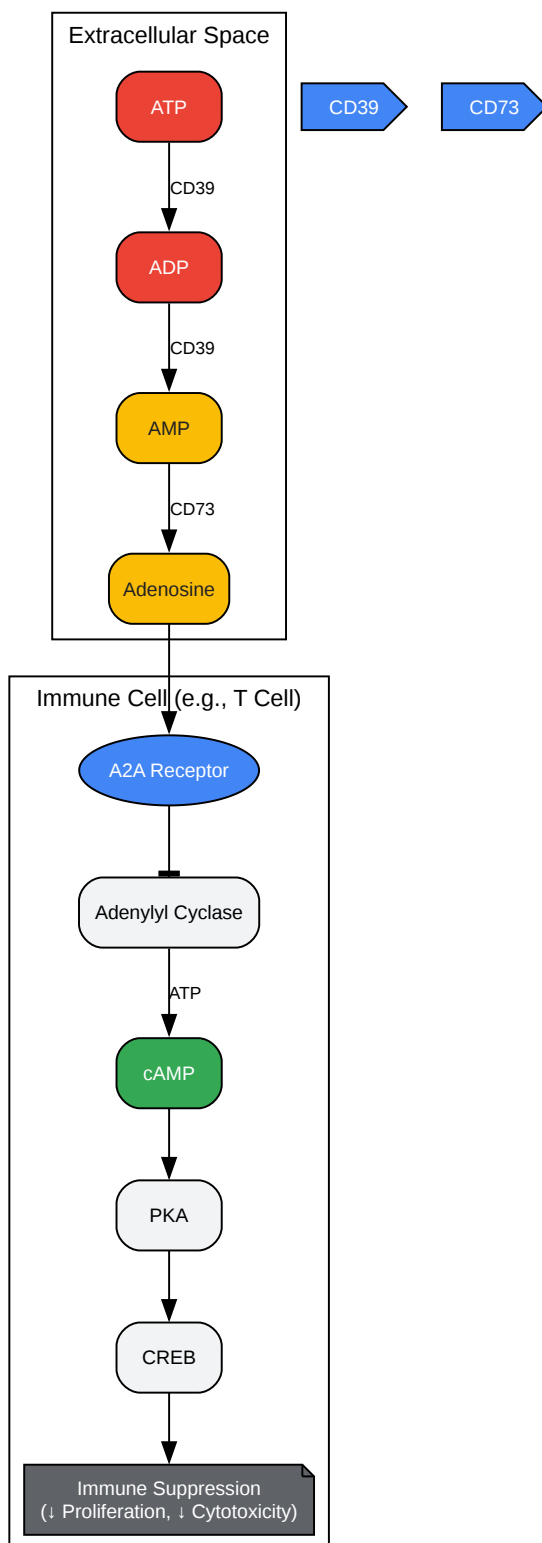 Extracellular Space
ATP
CD39
CD73
CD39
ADP
CD39
AMP
CD73
Adenosine
Immune Cell (e.g., T Cell)
A2A Receptor
Adenylyl Cyclase
ATP
cAMP
PKA
CREB
Immune Suppression
(↓ Proliferation, ↓ Cytotoxicity)